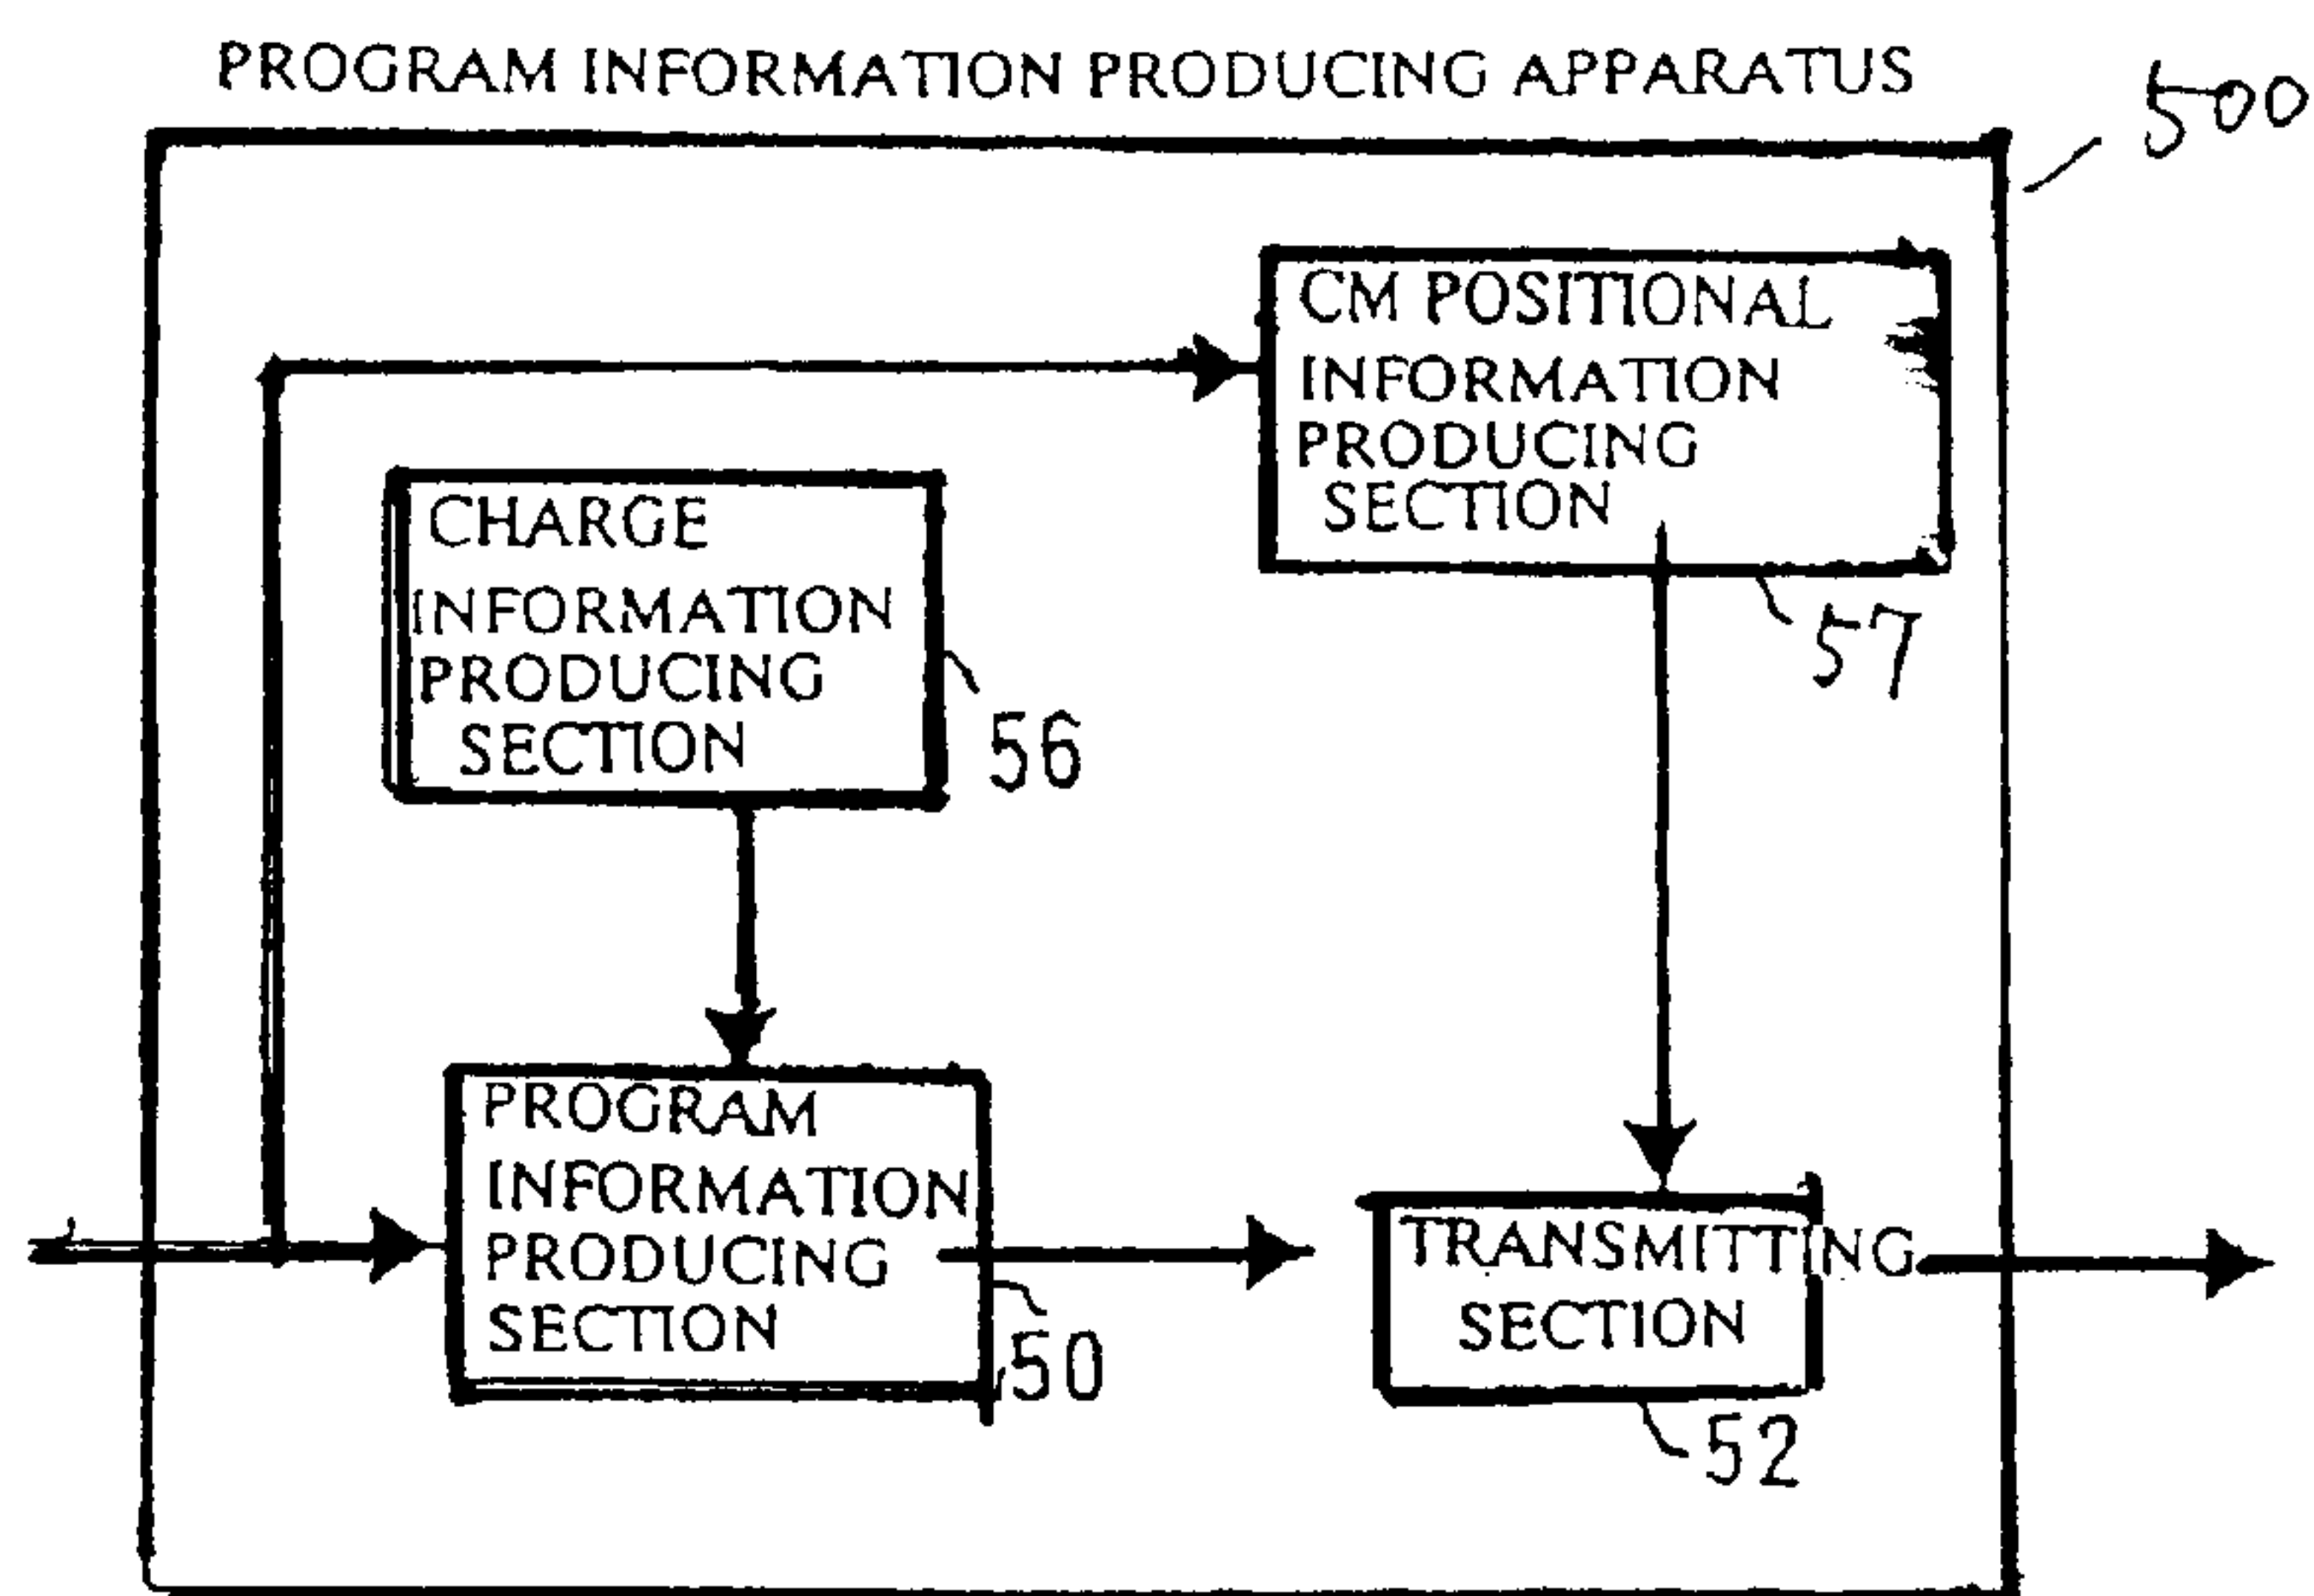 PROGRAM INFORMATION PRODUCING APPARATUS
500
CM POSITIONAL
INFORMATION
PRODUCING
SECTION
57
CHARGE
INFORMATION
PRODUCING
SECTION
56
PROGRAM
INFORMATION
PRODUCING
SECTION
50
TRANSMITTING
SECTION
52